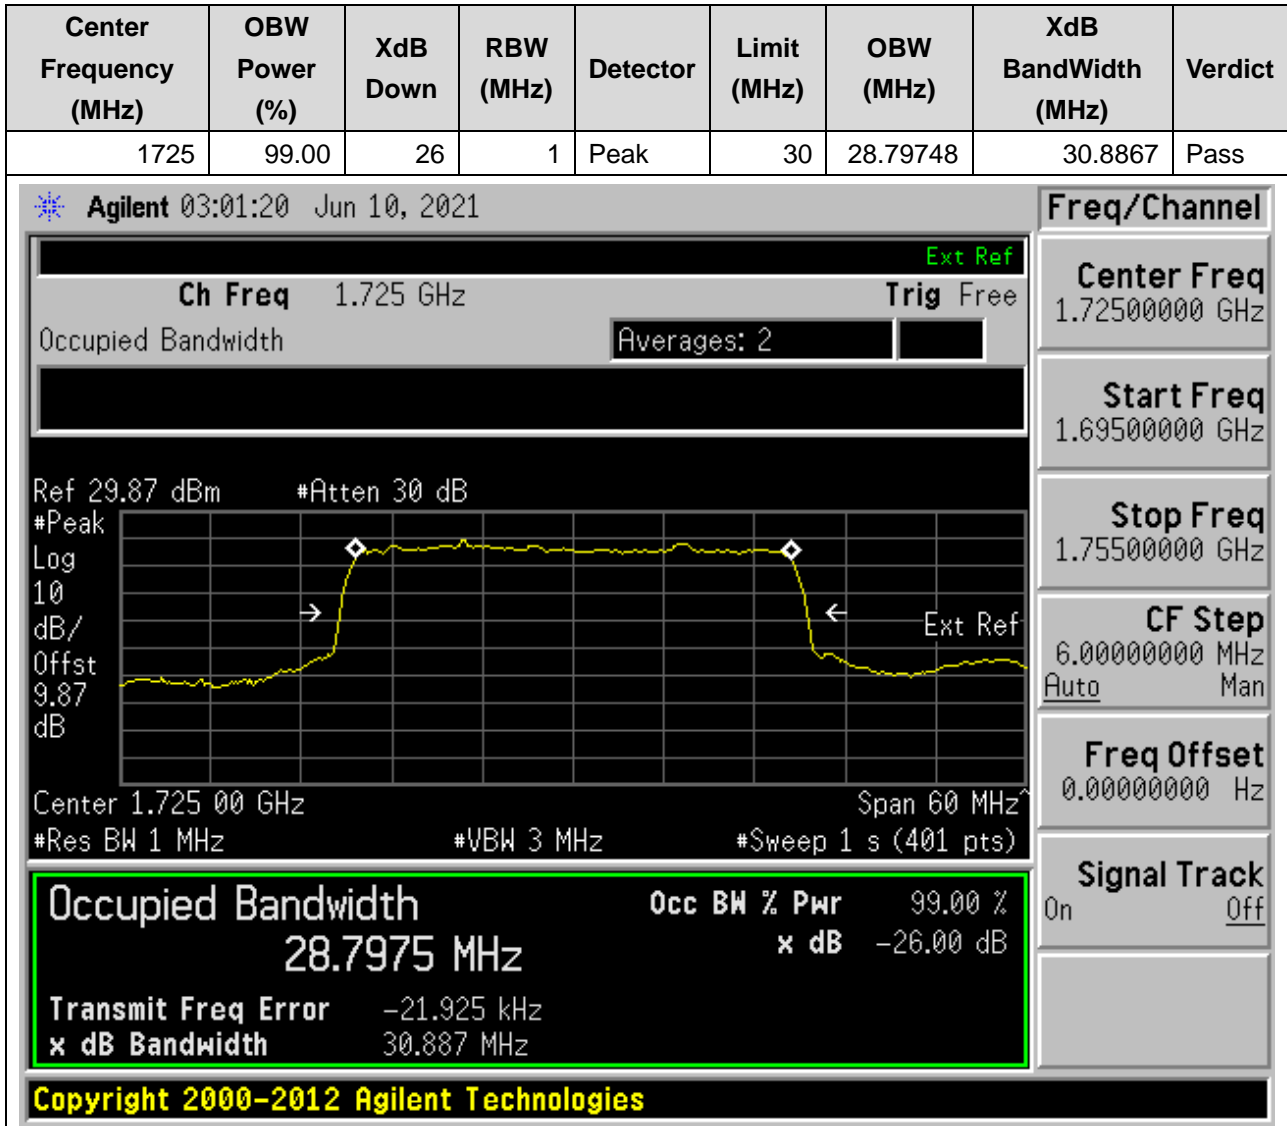 Center Frequency (MHz) OBW Power (%) XdB Down RBW (MHz) Detector Limit (MHz) OBW (MHz) XdB BandWidth (MHz) Verdict
1725 99.00 26 1 Peak 30 28.79748 30.8867 Pass
Agilent 03:01:20 Jun 10, 2021
Ext Ref
Ch Freq 1.725 GHz Trig Free
Occupied Bandwidth Averages: 2
Ref 29.87 dBm #Atten 30 dB
#Peak
Log
10
dB/
Offst
9.87
dB
Ext Ref
Center 1.725 00 GHz Span 60 MHz^
#Res BW 1 MHz #VBW 3 MHz #Sweep 1 s (401 pts)
Occupied Bandwidth
28.7975 MHz
Occ BW % Pwr 99.00 %
x dB -26.00 dB
Transmit Freq Error -21.925 kHz
x dB Bandwidth 30.887 MHz
Freq/Channel
Center Freq
1.72500000 GHz
Start Freq
1.69500000 GHz
Stop Freq
1.75500000 GHz
CF Step
6.00000000 MHz
Auto Man
Freq Offset
0.00000000 Hz
Signal Track
On Off
Copyright 2000-2012 Agilent Technologies